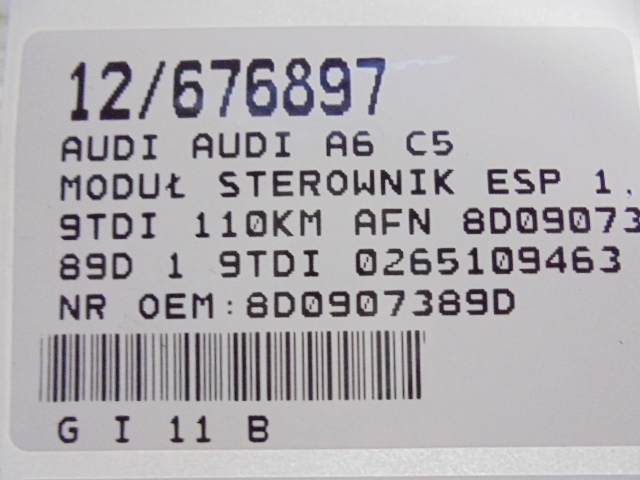 12/676897
AUDI AUDI A6 C5
MODUŁ STEROWNIK ESP 1.
9TDI 110KM AFN 8D09073
89D 1 9TDI 0265109463
NR OEM:8D0907389D
G I 11 B